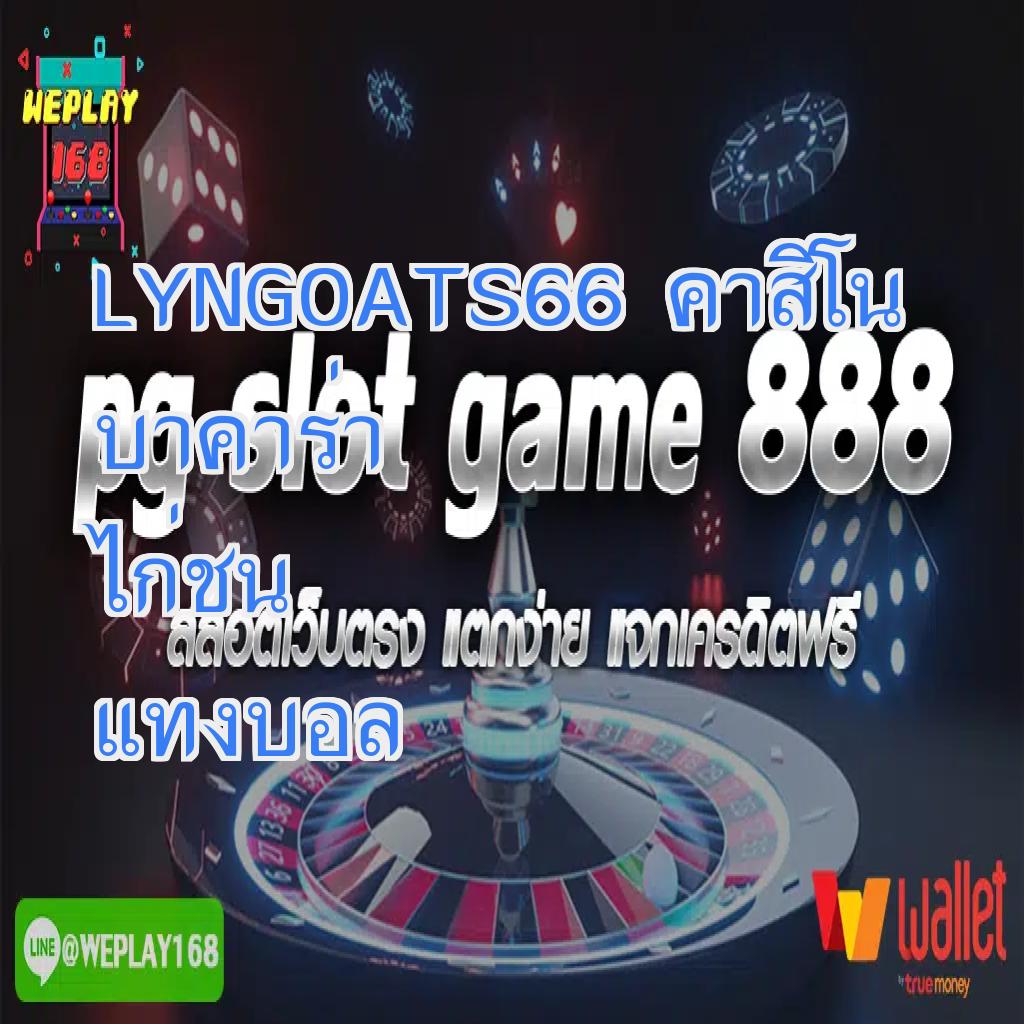 WEPLAY
168
LYNGOATS66 คาสิโน
pg slot game 888
บาคาร่า
ไก่ชน
สล็อตเว็บตรง แตกง่าย แจกเครดิตฟรี
แทงบอล
LINE @WEPLAY168
wallet
by truemoney